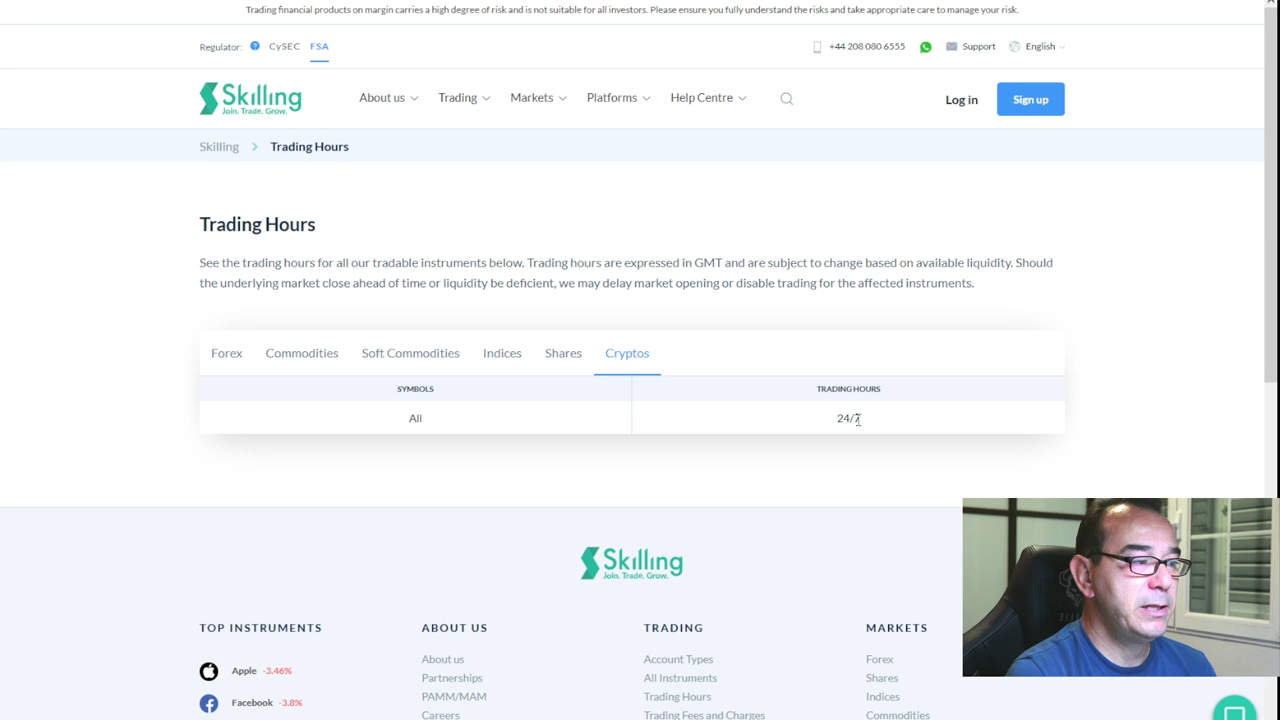 Trading financial products on margin carries a high degree of risk and is not suitable for all investors. Please ensure you fully understand the risks and take appropriate care to manage your risk.
Regulator: ? CySEC FSA +44 208 080 6555 Support English
Skilling
Join. Trade. Grow.
About us Trading Markets Platforms Help Centre Log in Sign up
Skilling > Trading Hours
Trading Hours
See the trading hours for all our tradable instruments below. Trading hours are expressed in GMT and are subject to change based on available liquidity. Should
the underlying market close ahead of time or liquidity be deficient, we may delay market opening or disable trading for the affected instruments.
Forex Commodities Soft Commodities Indices Shares Cryptos
SYMBOLS TRADING HOURS
All 24/7
Skilling
Join. Trade. Grow.
TOP INSTRUMENTS ABOUT US TRADING MARKETS
Apple -3.46% About us Account Types Forex
Partnerships All Instruments Shares
Facebook -3.8% PAMM/MAM Trading Hours Indices
Careers Trading Fees and Charges Commodities